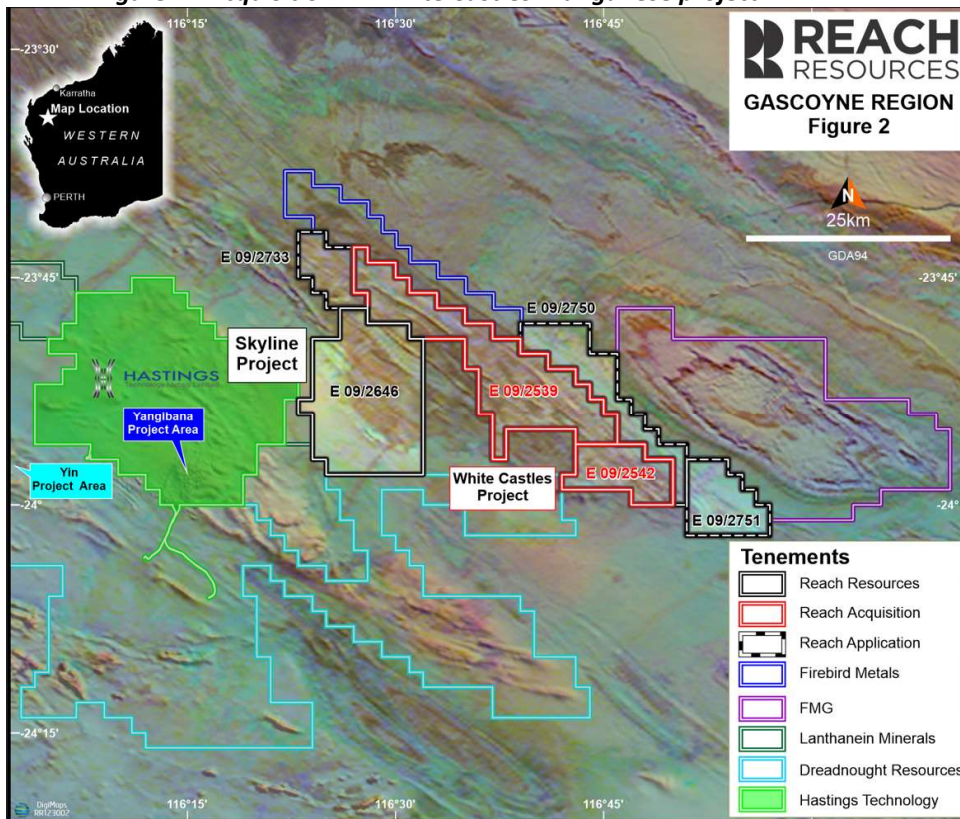 -23°30'
116°15'
116°30'
116°45'
REACH
RESOURCES
GASCOYNE REGION
Figure 2
N
25km
GDA94
Karratha
Map Location
WESTERN
AUSTRALIA
PERTH
-23°45'
-23°45'
E 09/2733
E 09/2750
Skyline
Project
HASTINGS
E 09/2646
E 09/2539
Yangibana
Project Area
Yin
Project Area
White Castles
Project
E 09/2542
E 09/2751
-24°
-24°
Tenements
Reach Resources
Reach Acquisition
Reach Application
Firebird Metals
FMG
Lanthanein Minerals
Dreadnought Resources
Hastings Technology
-24°15'
DigiMaps
RR123002
116°15'
116°30'
116°45'